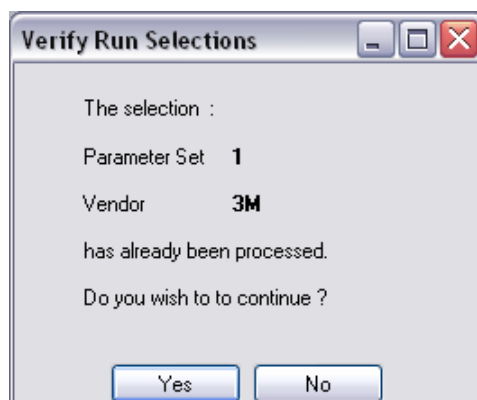 Verify Run Selections
The selection :
Parameter Set 1
Vendor 3M
has already been processed.
Do you wish to to continue ?
Yes No